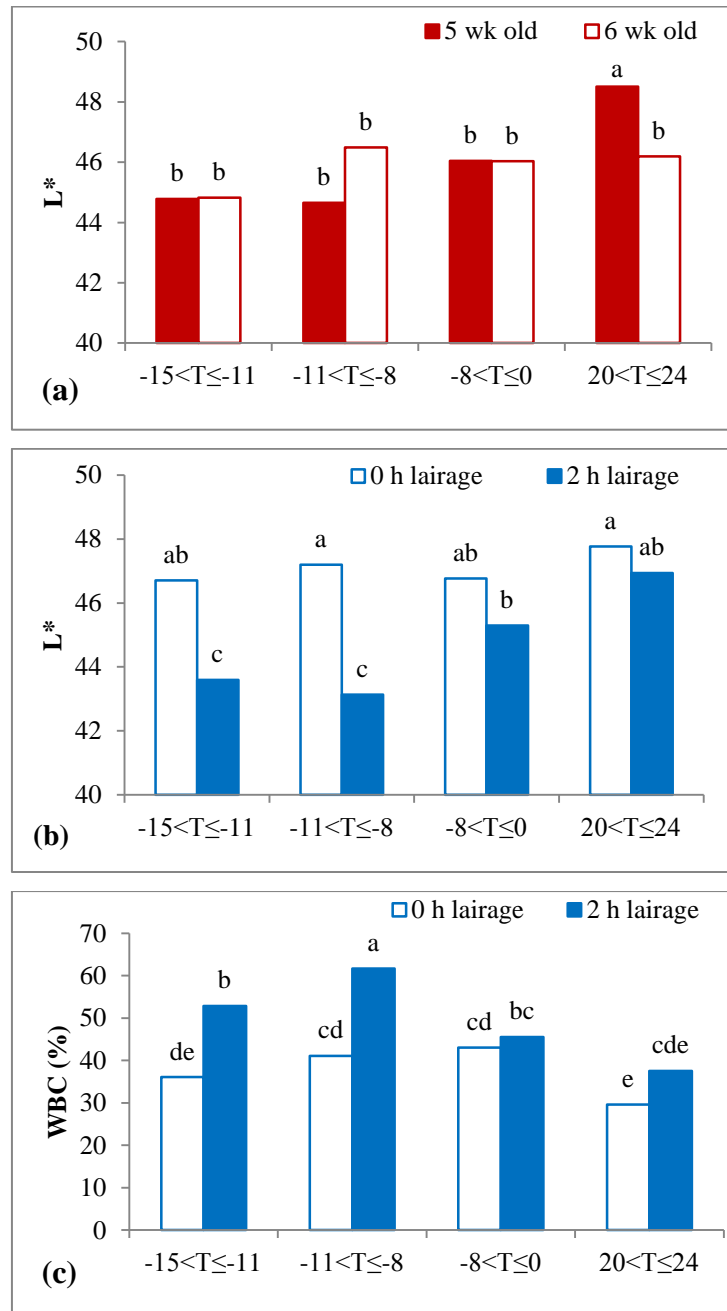 5 wk old 6 wk old
50
48
46
44
42
40
L*
b b b b b b a b
-15<T≤-11 -11<T≤-8 -8<T≤0 20<T≤24
(a)
0 h lairage 2 h lairage
50
48
46
44
42
40
L*
ab c a c ab b a ab
-15<T≤-11 -11<T≤-8 -8<T≤0 20<T≤24
(b)
0 h lairage 2 h lairage
70
60
50
40
30
20
10
0
WBC (%)
de b cd a cd bc e cde
-15<T≤-11 -11<T≤-8 -8<T≤0 20<T≤24
(c)